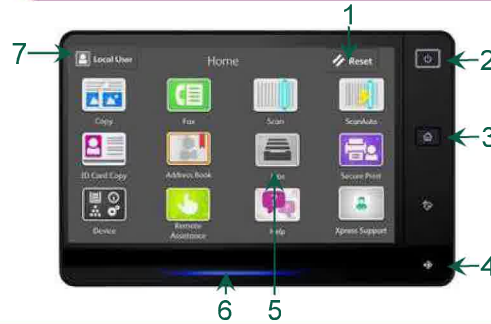 1
7 Local User Home Reset 2
Copy Fax Scan ScanAuto
3
ID Card Copy Address Book Jobs Secure Print
Device Remote Assistance Help Xpress Support
4
6 5